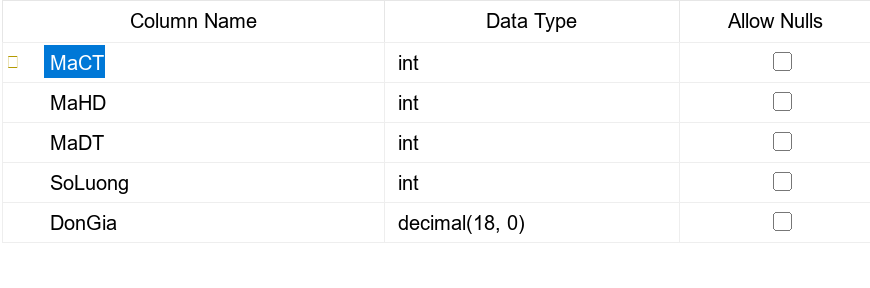 Column Name Data Type Allow Nulls
MaCT int
MaHD int
MaDT int
SoLuong int
DonGia decimal(18, 0)